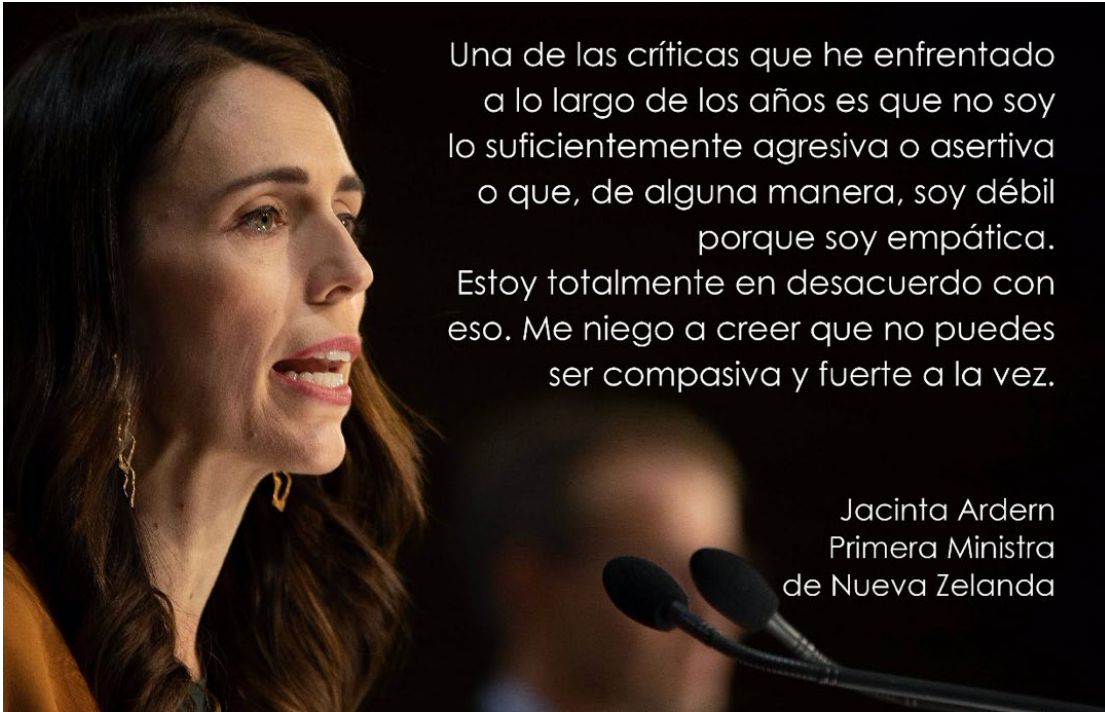 Una de las críticas que he enfrentado
a lo largo de los años es que no soy
lo suficientemente agresiva o asertiva
o que, de alguna manera, soy débil
porque soy empática.
Estoy totalmente en desacuerdo con
eso. Me niego a creer que no puedes
ser compasiva y fuerte a la vez.
Jacinta Ardern
Primera Ministra
de Nueva Zelanda